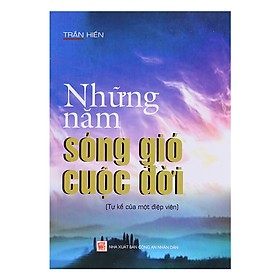 TRẦN HIỀN
Những
năm
sóng gió
cuộc đời
(Tự kể của một điệp viên)
NHÀ XUẤT BẢN CÔNG AN NHÂN DÂN